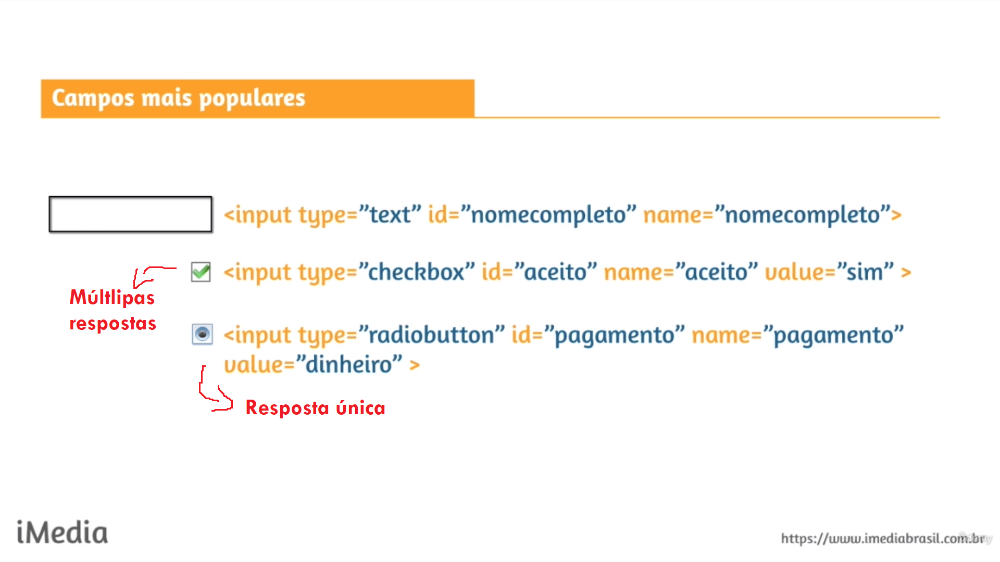 Campos mais populares
<input type=”text” id=”nomecompleto” name=”nomecompleto”>
<input type=”checkbox” id=”aceito” name=”aceito” value=”sim” >
Múltlipas
respostas
<input type=”radiobutton” id=”pagamento” name=”pagamento”
value=”dinheiro” >
Resposta única
iMedia
https://www.imediabrasil.com.br
Udemy